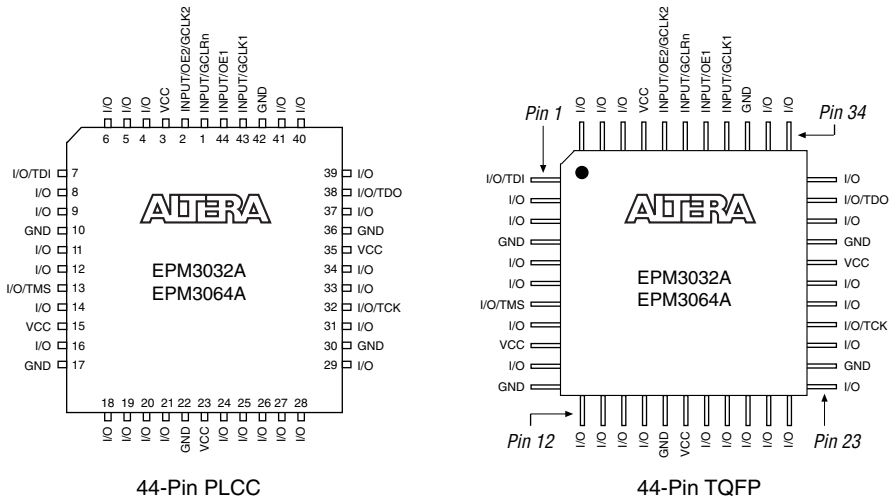 I/O
I/O
I/O
VCC
INPUT/OE2/GCLK2
INPUT/GCLRn
INPUT/OE1
INPUT/GCLK1
GND
I/O
I/O
6 5 4 3 2 1 44 43 42 41 40
I/O/TDI 7
I/O 8
I/O 9
GND 10
I/O 11
I/O 12
I/O/TMS 13
I/O 14
VCC 15
I/O 16
GND 17
ALTERA
EPM3032A
EPM3064A
39 I/O
38 I/O/TDO
37 I/O
36 GND
35 VCC
34 I/O
33 I/O
32 I/O/TCK
31 I/O
30 GND
29 I/O
18 19 20 21 22 23 24 25 26 27 28
I/O
I/O
I/O
I/O
GND
VCC
I/O
I/O
I/O
I/O
I/O
44-Pin PLCC
I/O
I/O
I/O
VCC
INPUT/OE2/GCLK2
INPUT/GCLRn
INPUT/OE1
INPUT/GCLK1
GND
I/O
I/O
Pin 1
Pin 34
I/O/TDI
I/O
I/O
GND
I/O
I/O
I/O/TMS
I/O
VCC
I/O
GND
ALTERA
EPM3032A
EPM3064A
I/O
I/O/TDO
I/O
GND
VCC
I/O
I/O
I/O/TCK
I/O
GND
I/O
Pin 12
Pin 23
I/O
I/O
I/O
I/O
GND
VCC
I/O
I/O
I/O
I/O
I/O
44-Pin TQFP